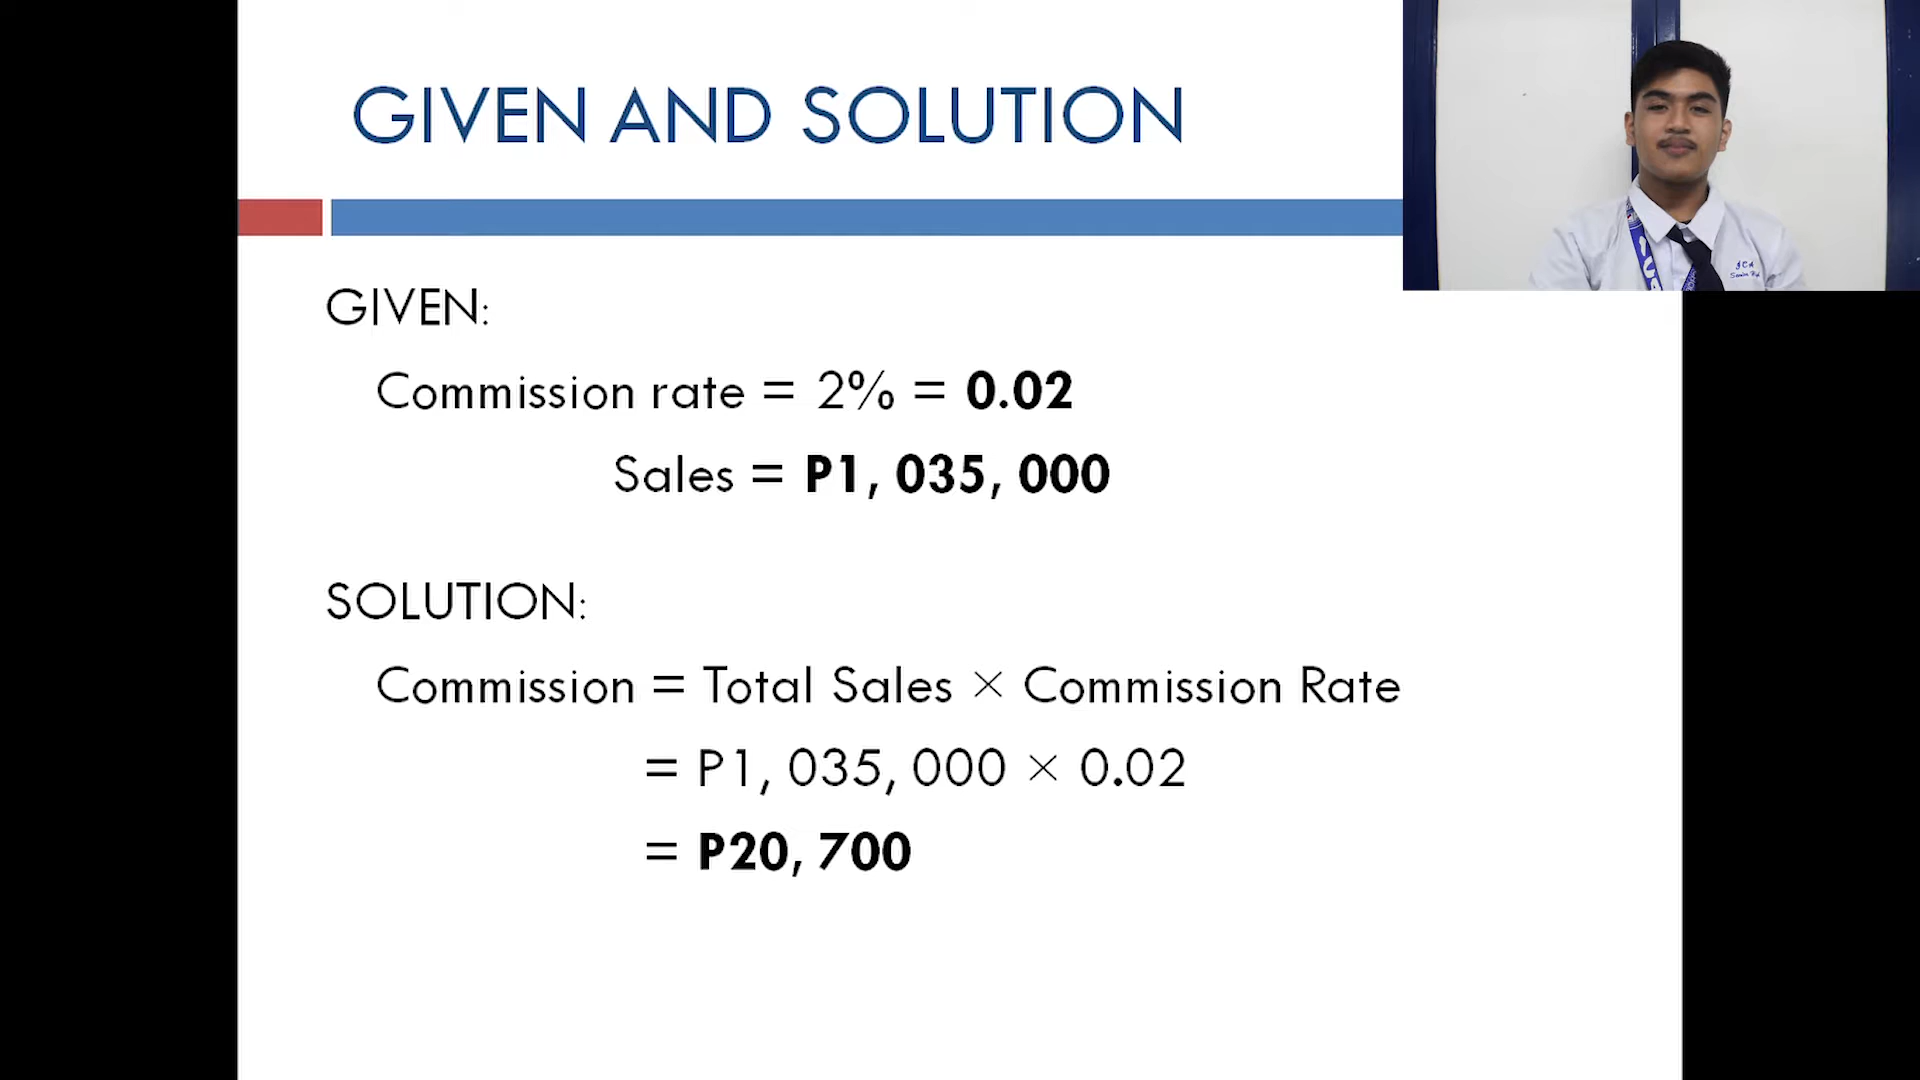 GIVEN AND SOLUTION
GIVEN:
Commission rate = 2% = 0.02
Sales = P1, 035, 000
SOLUTION:
Commission = Total Sales × Commission Rate
= P1, 035, 000 × 0.02
= P20, 700